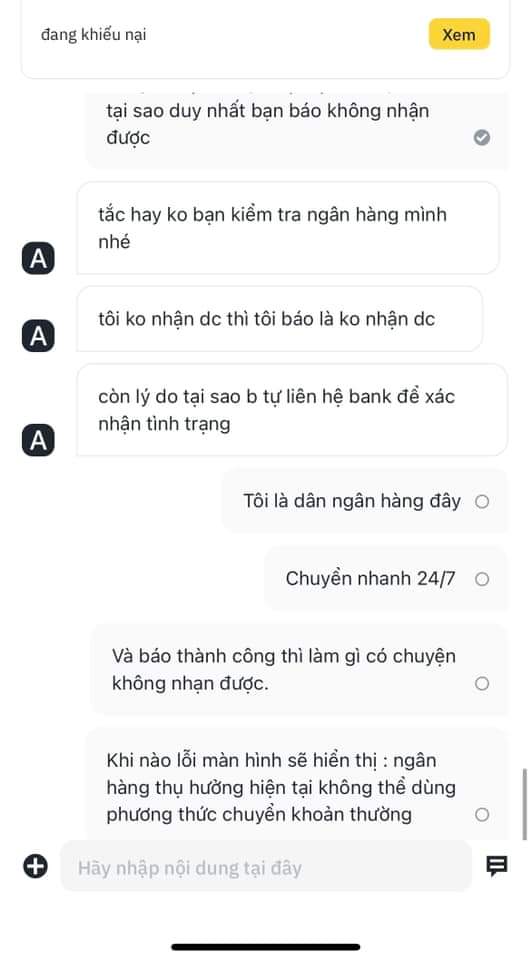 đang khiếu nại
Xem
tại sao duy nhất bạn báo không nhận
được
tắc hay ko bạn kiểm tra ngân hàng mình
nhé
A
tôi ko nhận dc thì tôi báo là ko nhận dc
A
còn lý do tại sao b tự liên hệ bank để xác
nhận tình trạng
A
Tôi là dân ngân hàng đây
Chuyển nhanh 24/7
Và báo thành công thì làm gì có chuyện
không nhạn được.
Khi nào lỗi màn hình sẽ hiển thị : ngân
hàng thụ hưởng hiện tại không thể dùng
phương thức chuyển khoản thường
Hãy nhập nội dung tại đây